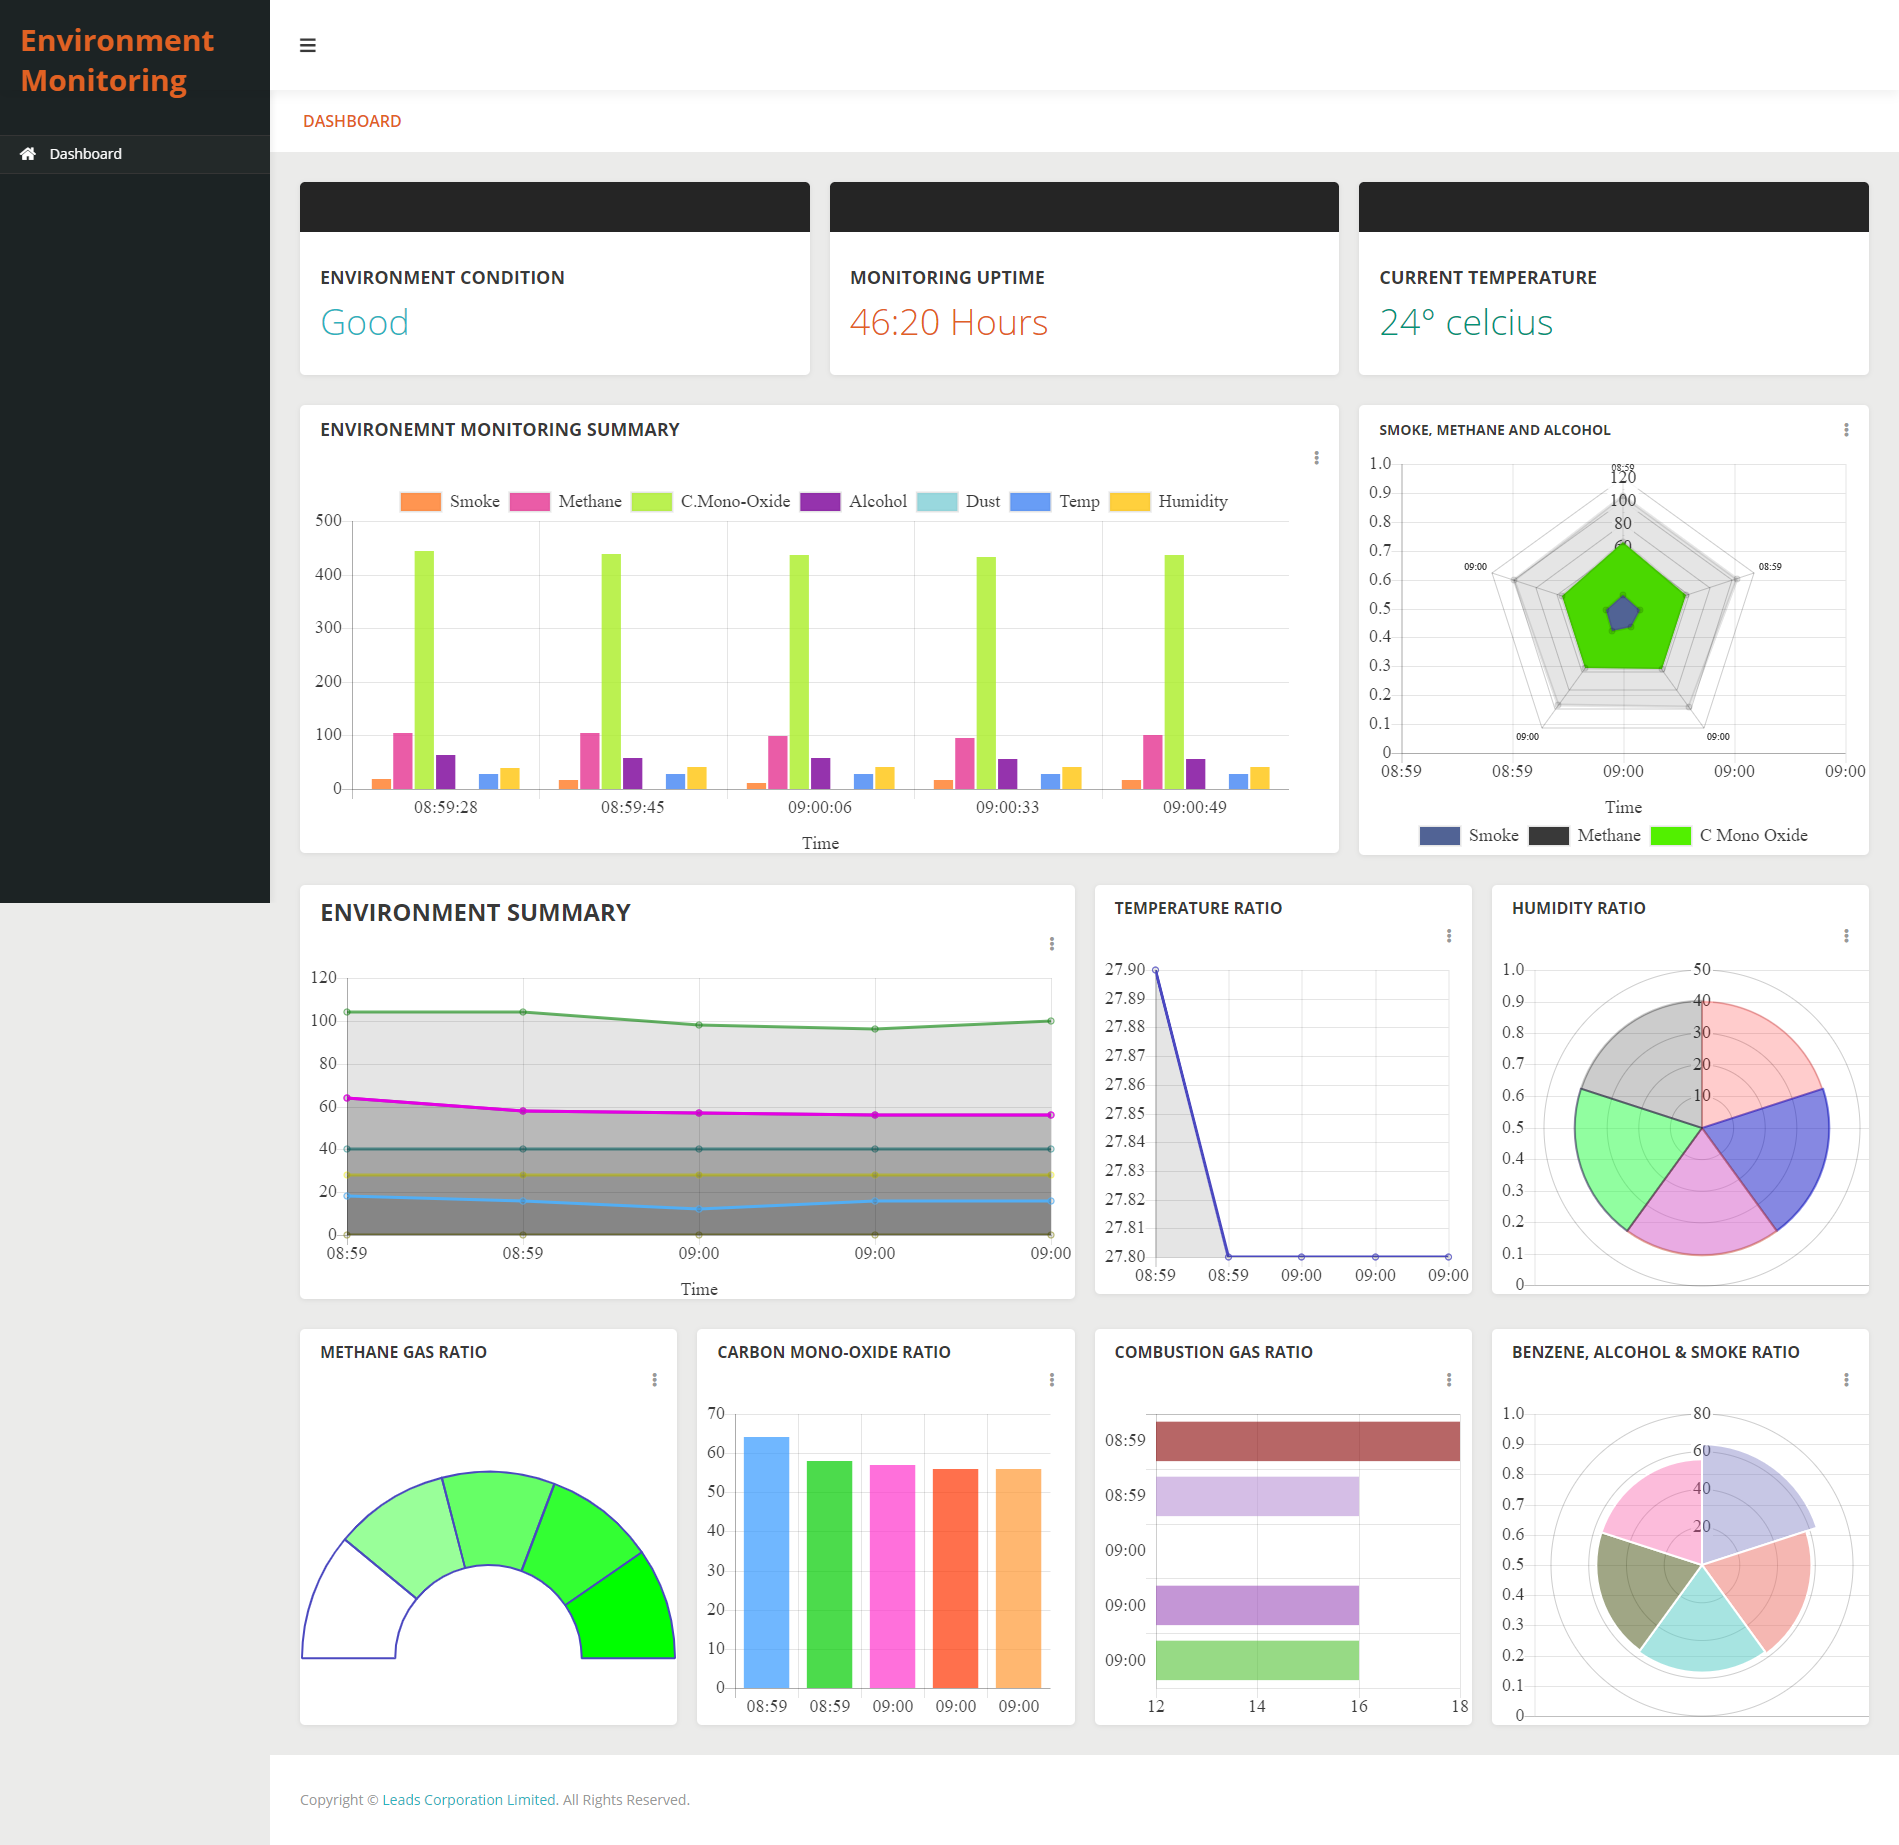 Environment
Monitoring
Dashboard
DASHBOARD
ENVIRONMENT CONDITION
Good
MONITORING UPTIME
46:20 Hours
CURRENT TEMPERATURE
24° celcius
ENVIRONEMNT MONITORING SUMMARY
Smoke Methane C.Mono-Oxide Alcohol Dust Temp Humidity
500
400
300
200
100
0
08:59:28 08:59:45 09:00:06 09:00:33 09:00:49
Time
SMOKE, METHANE AND ALCOHOL
1.0
0.9
0.8
0.7
0.6
0.5
0.4
0.3
0.2
0.1
0
08:59
120
100
80
60
09:00 08:59
09:00 09:00
08:59 08:59 09:00 09:00 09:00
Time
Smoke Methane C Mono Oxide
ENVIRONMENT SUMMARY
120
100
80
60
40
20
0
08:59 08:59 09:00 09:00 09:00
Time
TEMPERATURE RATIO
27.90
27.89
27.88
27.87
27.86
27.85
27.84
27.83
27.82
27.81
27.80
08:59 08:59 09:00 09:00 09:00
HUMIDITY RATIO
1.0
0.9
0.8
0.7
0.6
0.5
0.4
0.3
0.2
0.1
0
50
40
30
20
10
METHANE GAS RATIO
CARBON MONO-OXIDE RATIO
70
60
50
40
30
20
10
0
08:59 08:59 09:00 09:00 09:00
COMBUSTION GAS RATIO
08:59
08:59
09:00
09:00
09:00
12 14 16 18
BENZENE, ALCOHOL & SMOKE RATIO
1.0
0.9
0.8
0.7
0.6
0.5
0.4
0.3
0.2
0.1
0
80
60
40
20
Copyright © Leads Corporation Limited. All Rights Reserved.